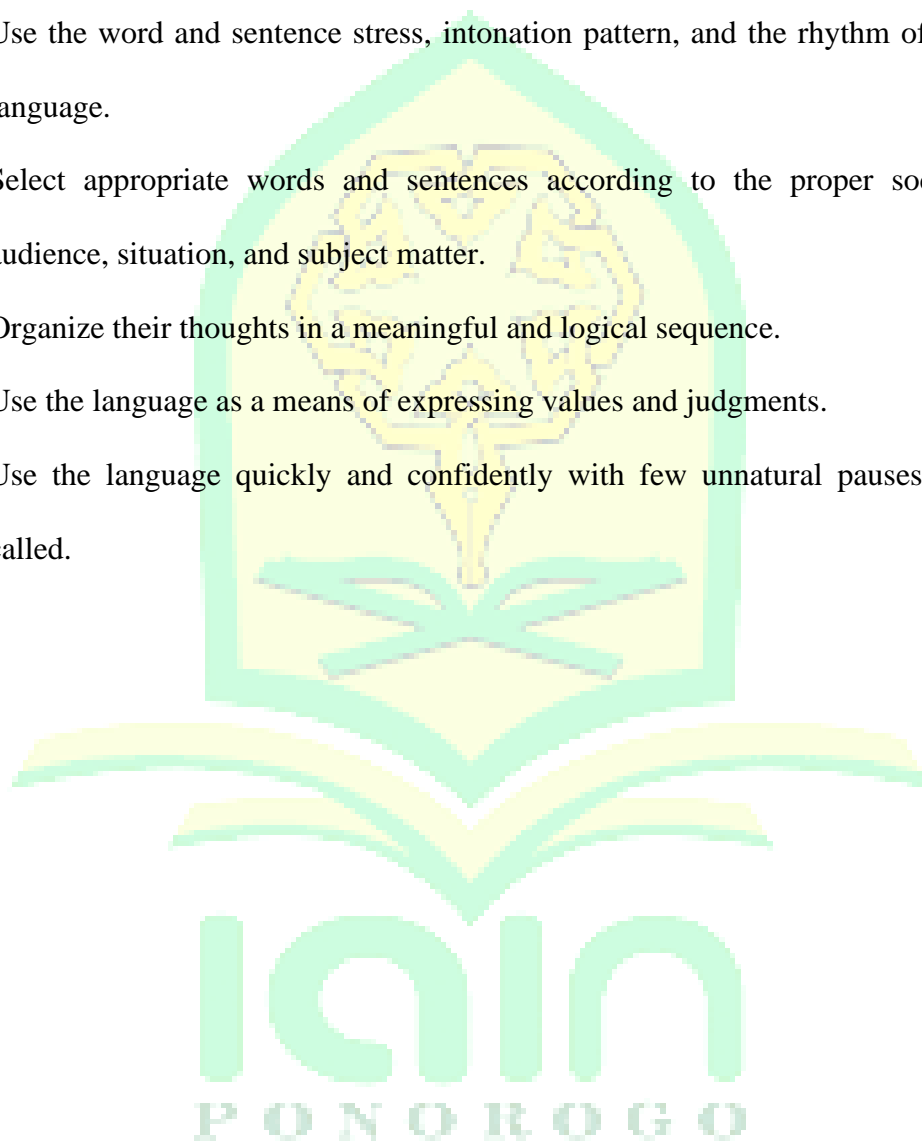 Use the word and sentence stress, intonation pattern, and the rhythm of
language.
Select appropriate words and sentences according to the proper
audience, situation, and subject matter.
Organize their thoughts in a meaningful and logical sequence.
Use the language as a means of expressing values and judgments.
Use the language quickly and confidently with few unnatural pauses
called.
iain
PONOROGO